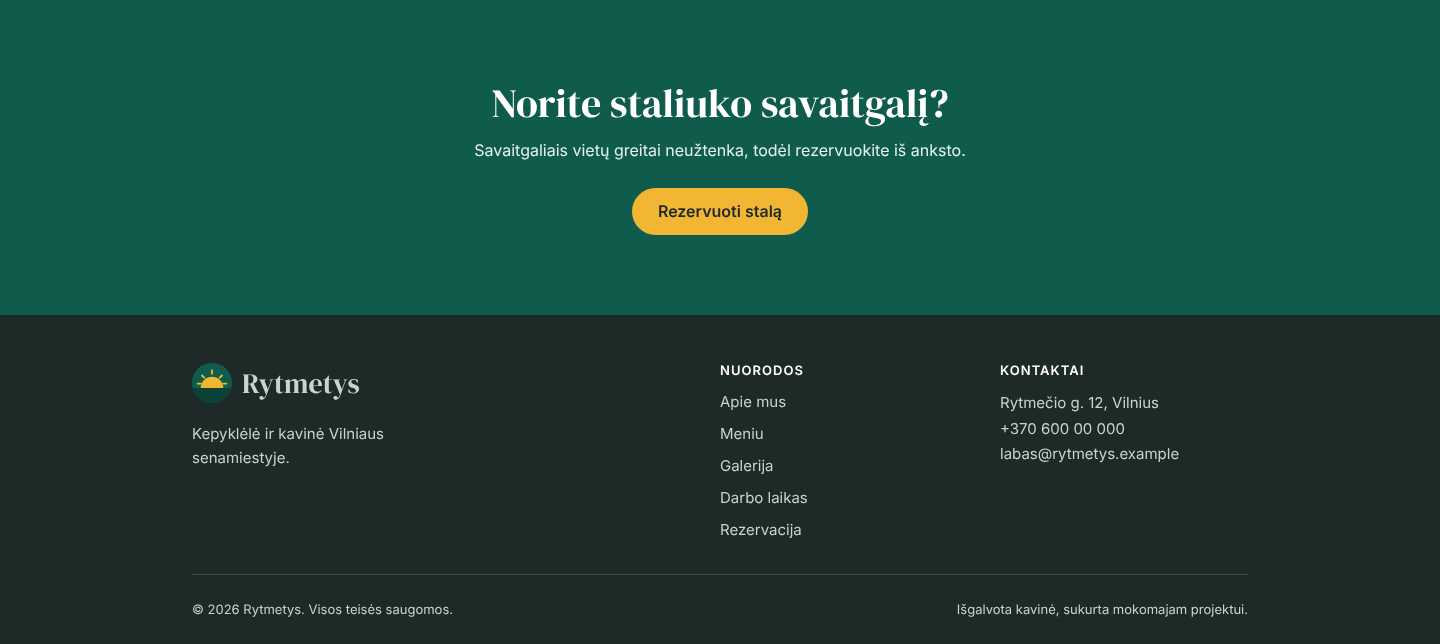 Norite staliuko savaitgalį?
Savaitgaliais vietų greitai neužtenka, todėl rezervuokite iš anksto.
Rezervuoti stalą
Rytmetys
Kepyklėlė ir kavinė Vilniaus
senamiestyje.
NUORODOS
Apie mus
Meniu
Galerija
Darbo laikas
Rezervacija
KONTAKTAI
Rytmečio g. 12, Vilnius
+370 600 00 000
labas@rytmetys.example
© 2026 Rytmetys. Visos teisės saugomos.
Išgalvota kavinė, sukurta mokomajam projektui.